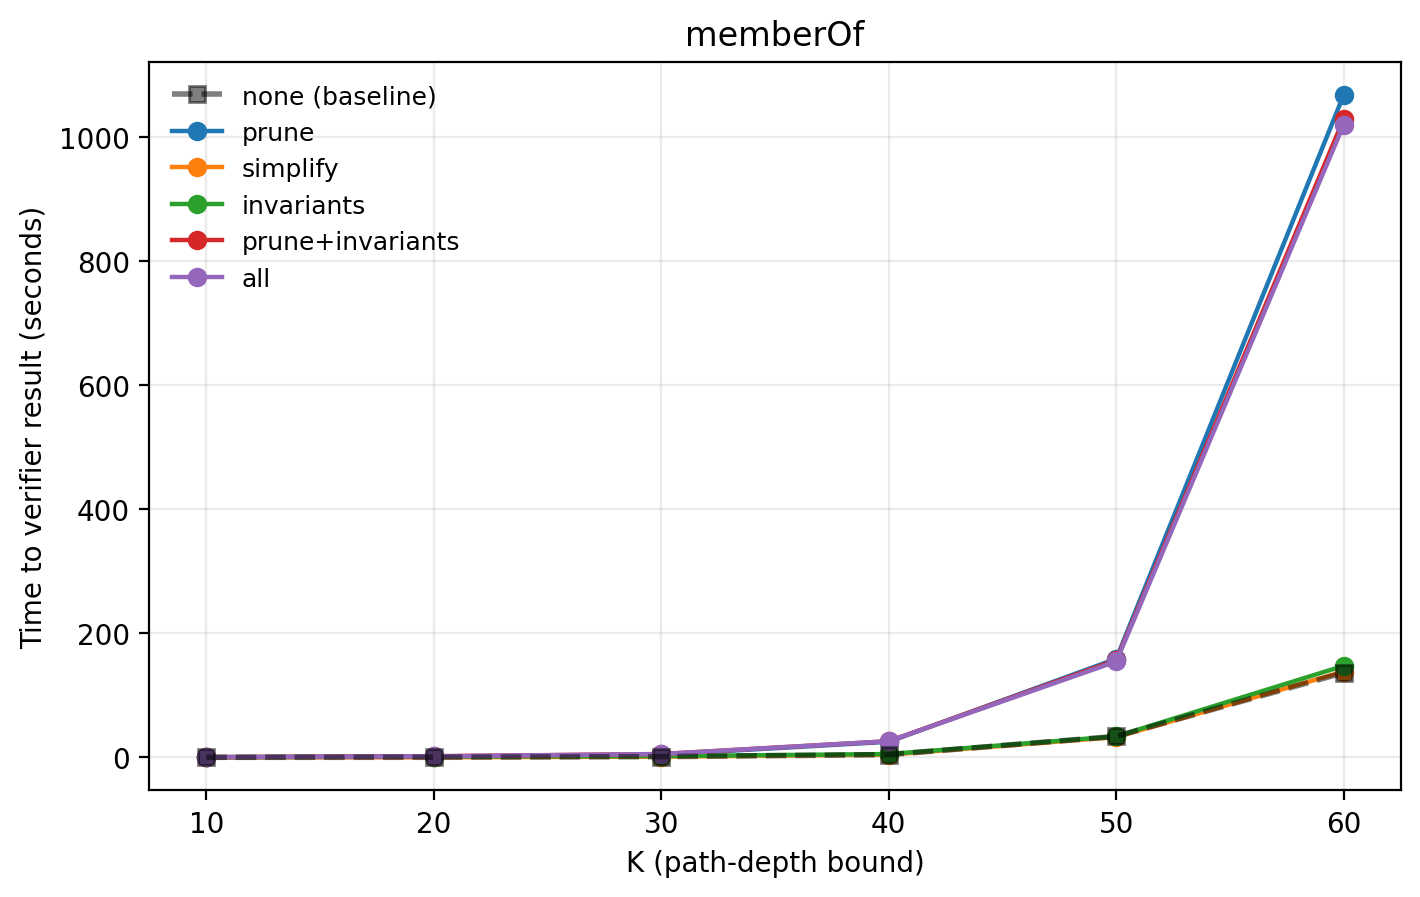 memberOf
none (baseline)
prune
simplify
invariants
prune+invariants
all
Time to verifier result (seconds)
1000
800
600
400
200
0
10 20 30 40 50 60
K (path-depth bound)